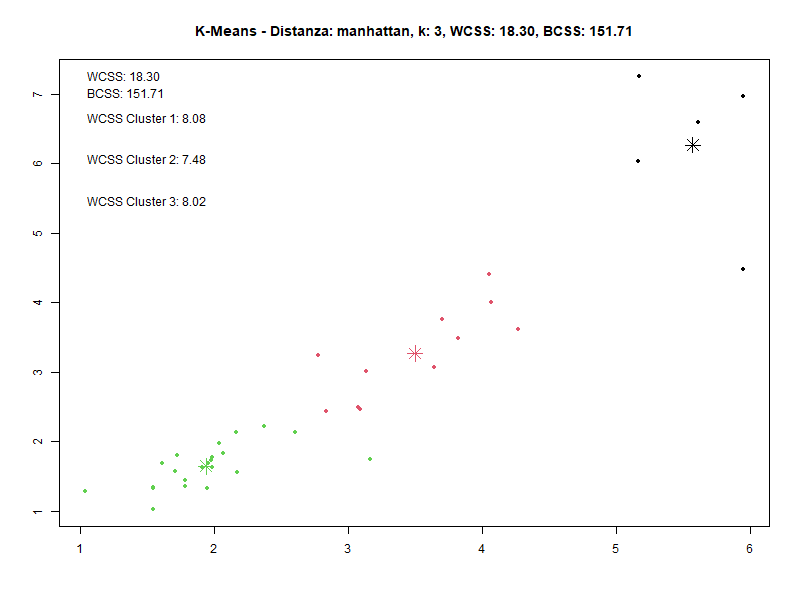 K-Means - Distanza: manhattan, k: 3, WCSS: 18.30, BCSS: 151.71
WCSS: 18.30
BCSS: 151.71
WCSS Cluster 1: 8.08
WCSS Cluster 2: 7.48
WCSS Cluster 3: 8.02
7
6
5
4
3
2
1
1 2 3 4 5 6